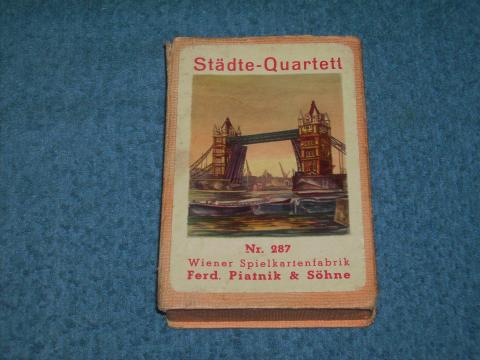 Städte-Quartett
Nr. 287
Wiener Spielkartenfabrik
Ferd. Piatnik & Söhne